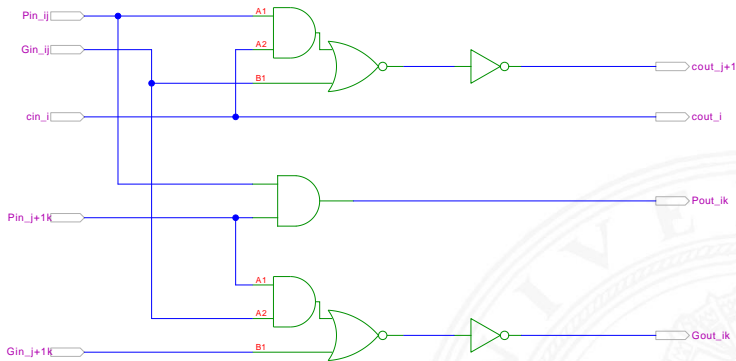 Pin_ij
A1
Gin_ij
A2
cout_j+1
B1
cin_i
cout_i
Pout_ik
Pin_j+1k
A1
A2
Gout_ik
Gin_j+1k
B1
I V E